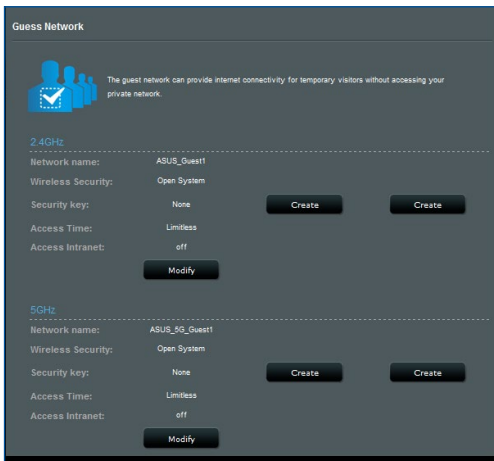 Guess Network
The guest network can provide internet connectivity for temporary visitors without accessing your
private network.
2.4GHz
Network name: ASUS_Guest1
Wireless Security: Open System
Security key: None Create Create
Access Time: Limitless
Access Intranet: off
Modify
5GHz
Network name: ASUS_5G_Guest1
Wireless Security: Open System
Security key: None Create Create
Access Time: Limitless
Access Intranet: off
Modify